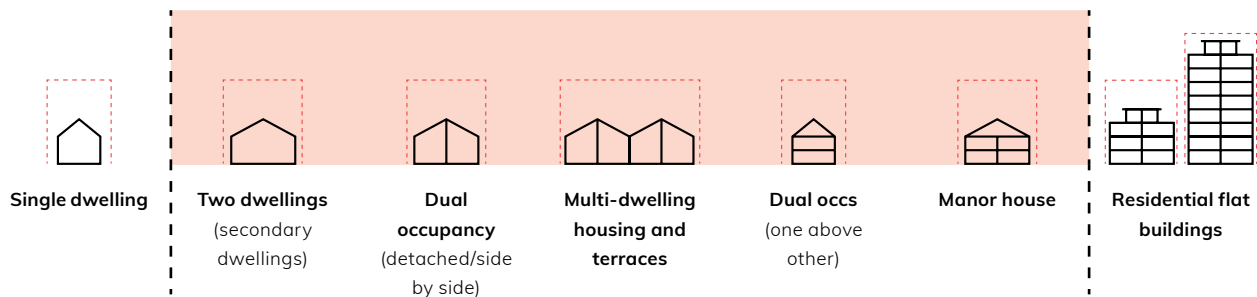 Single dwelling
Two dwellings
(secondary
dwellings)
Dual
occupancy
(detached/side
by side)
Multi-dwelling
housing and
terraces
Dual occs
(one above
other)
Manor house
Residential flat
buildings